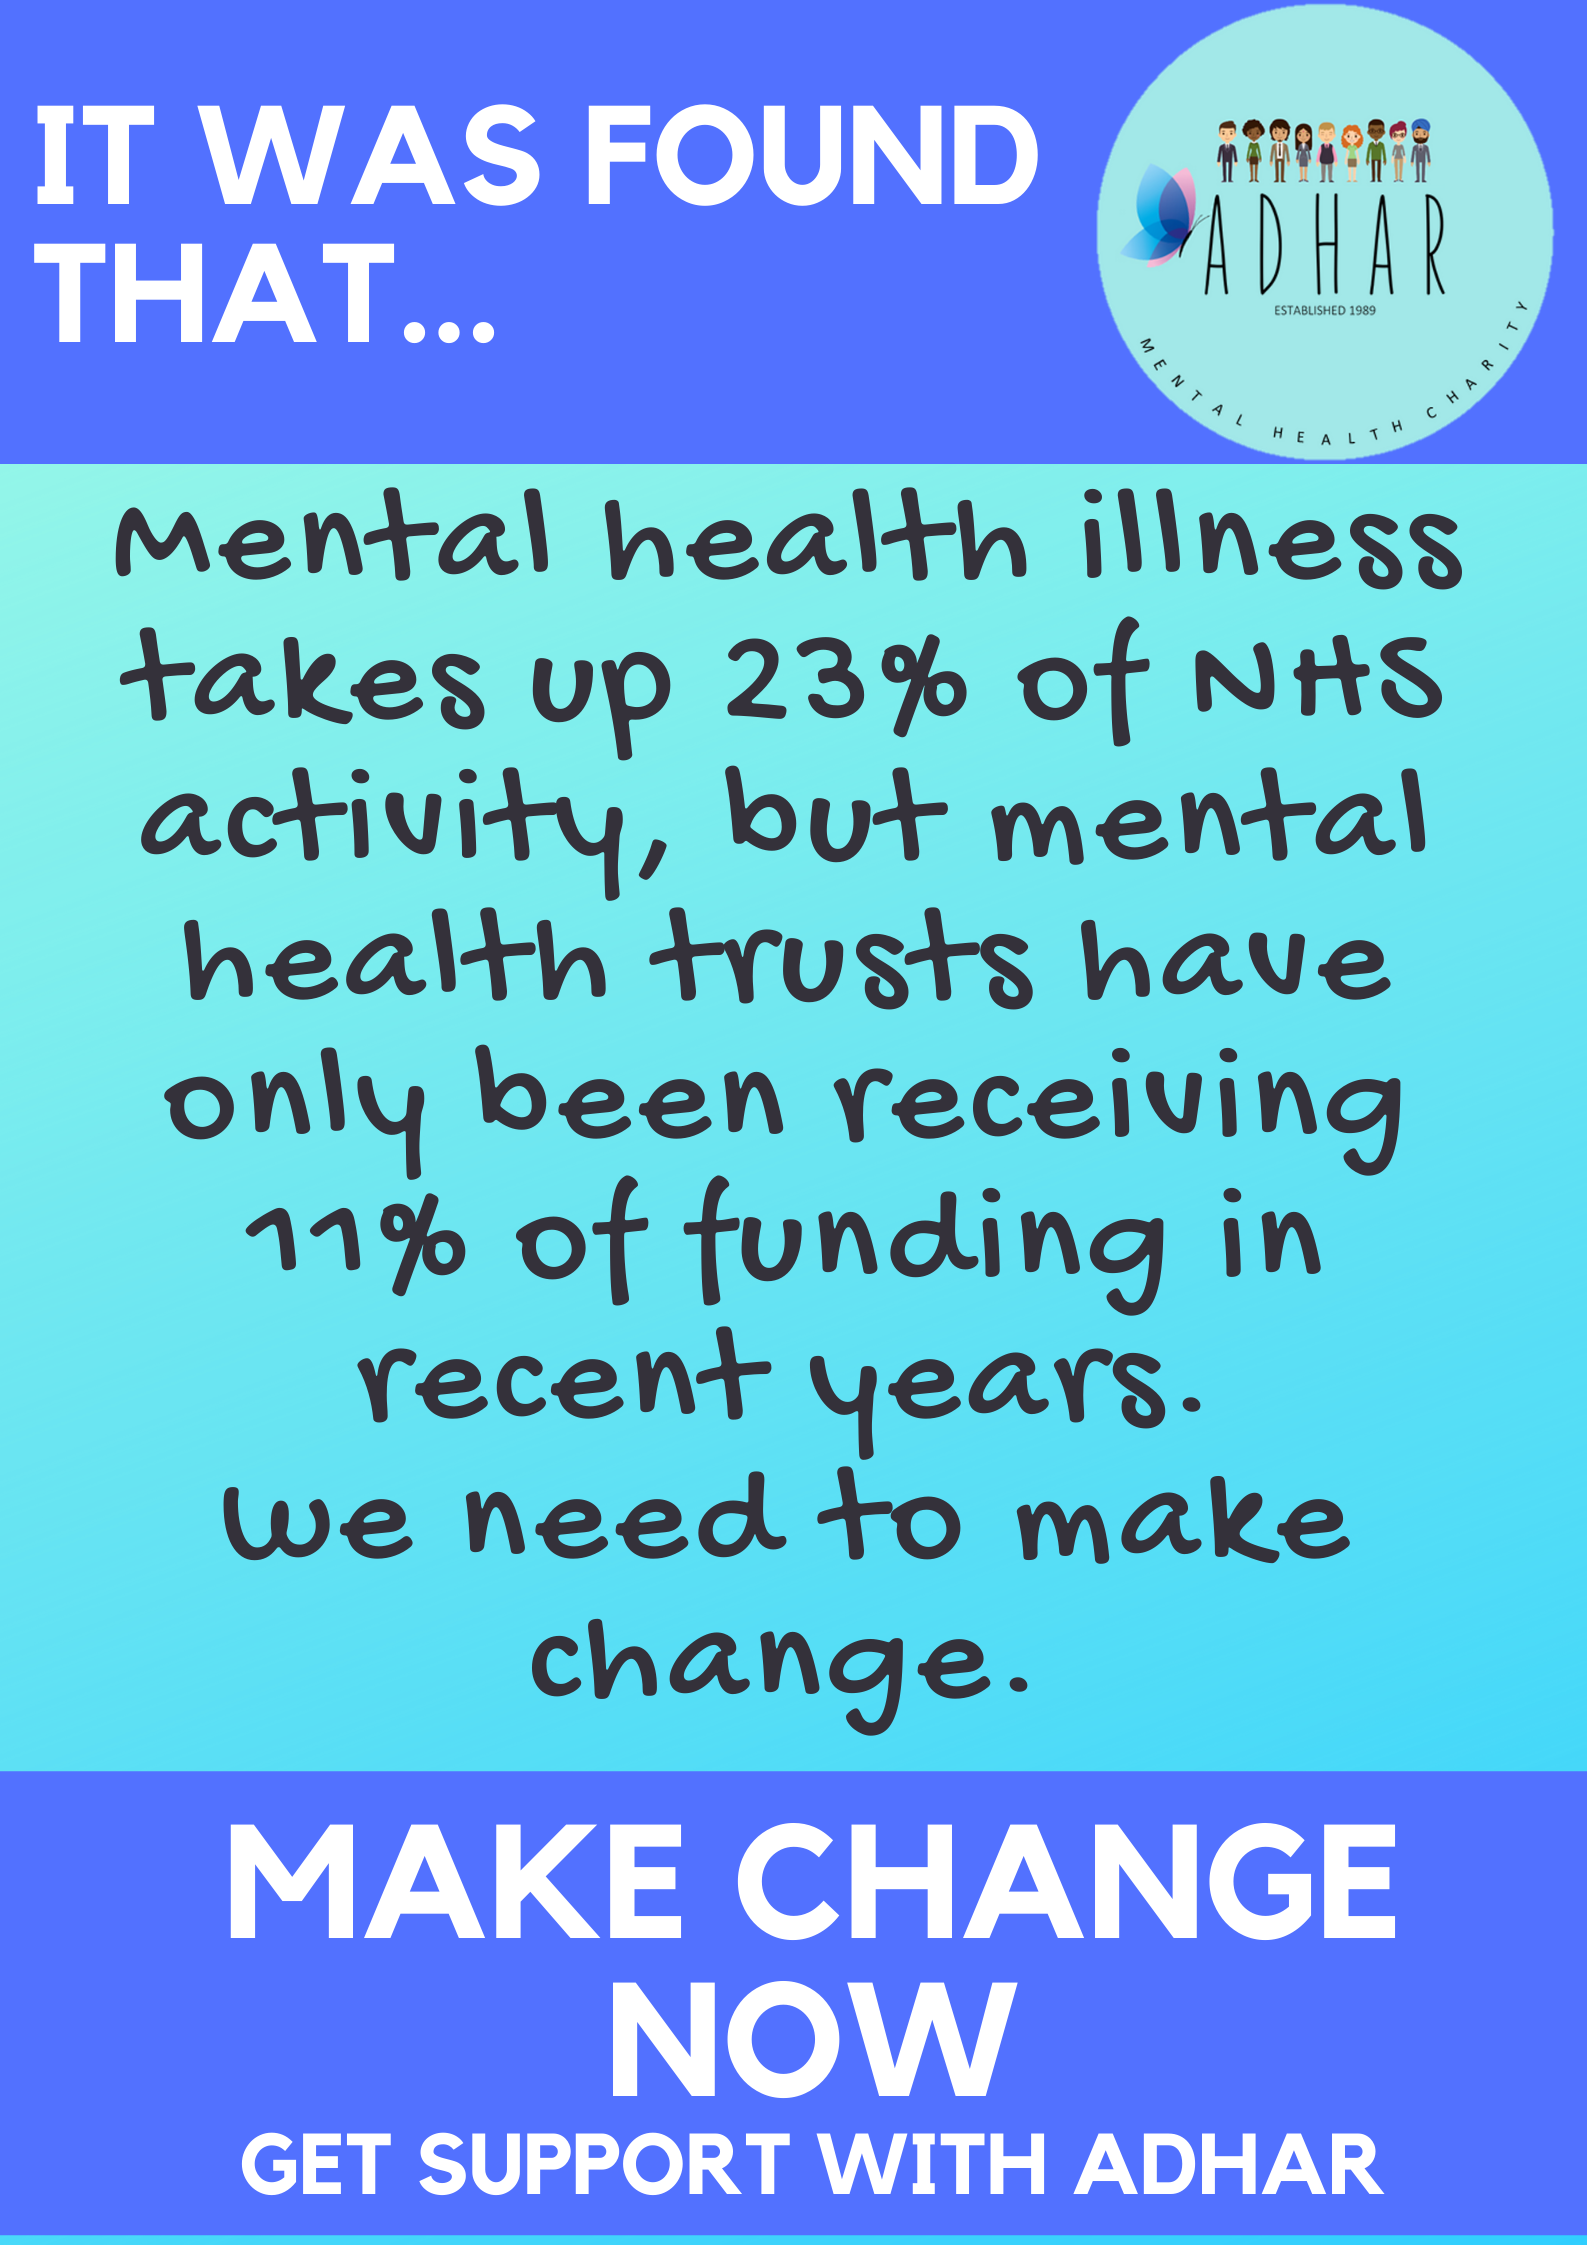 IT WAS FOUND
THAT...
ADHAR
ESTABLISHED 1989
MENTAL HEALTH CHARITY
Mental health illness
takes up 23% of NHS
activity, but mental
health trusts have
only been receiving
11% of funding in
recent years.
We need to make
change.
MAKE CHANGE
NOW
GET SUPPORT WITH ADHAR